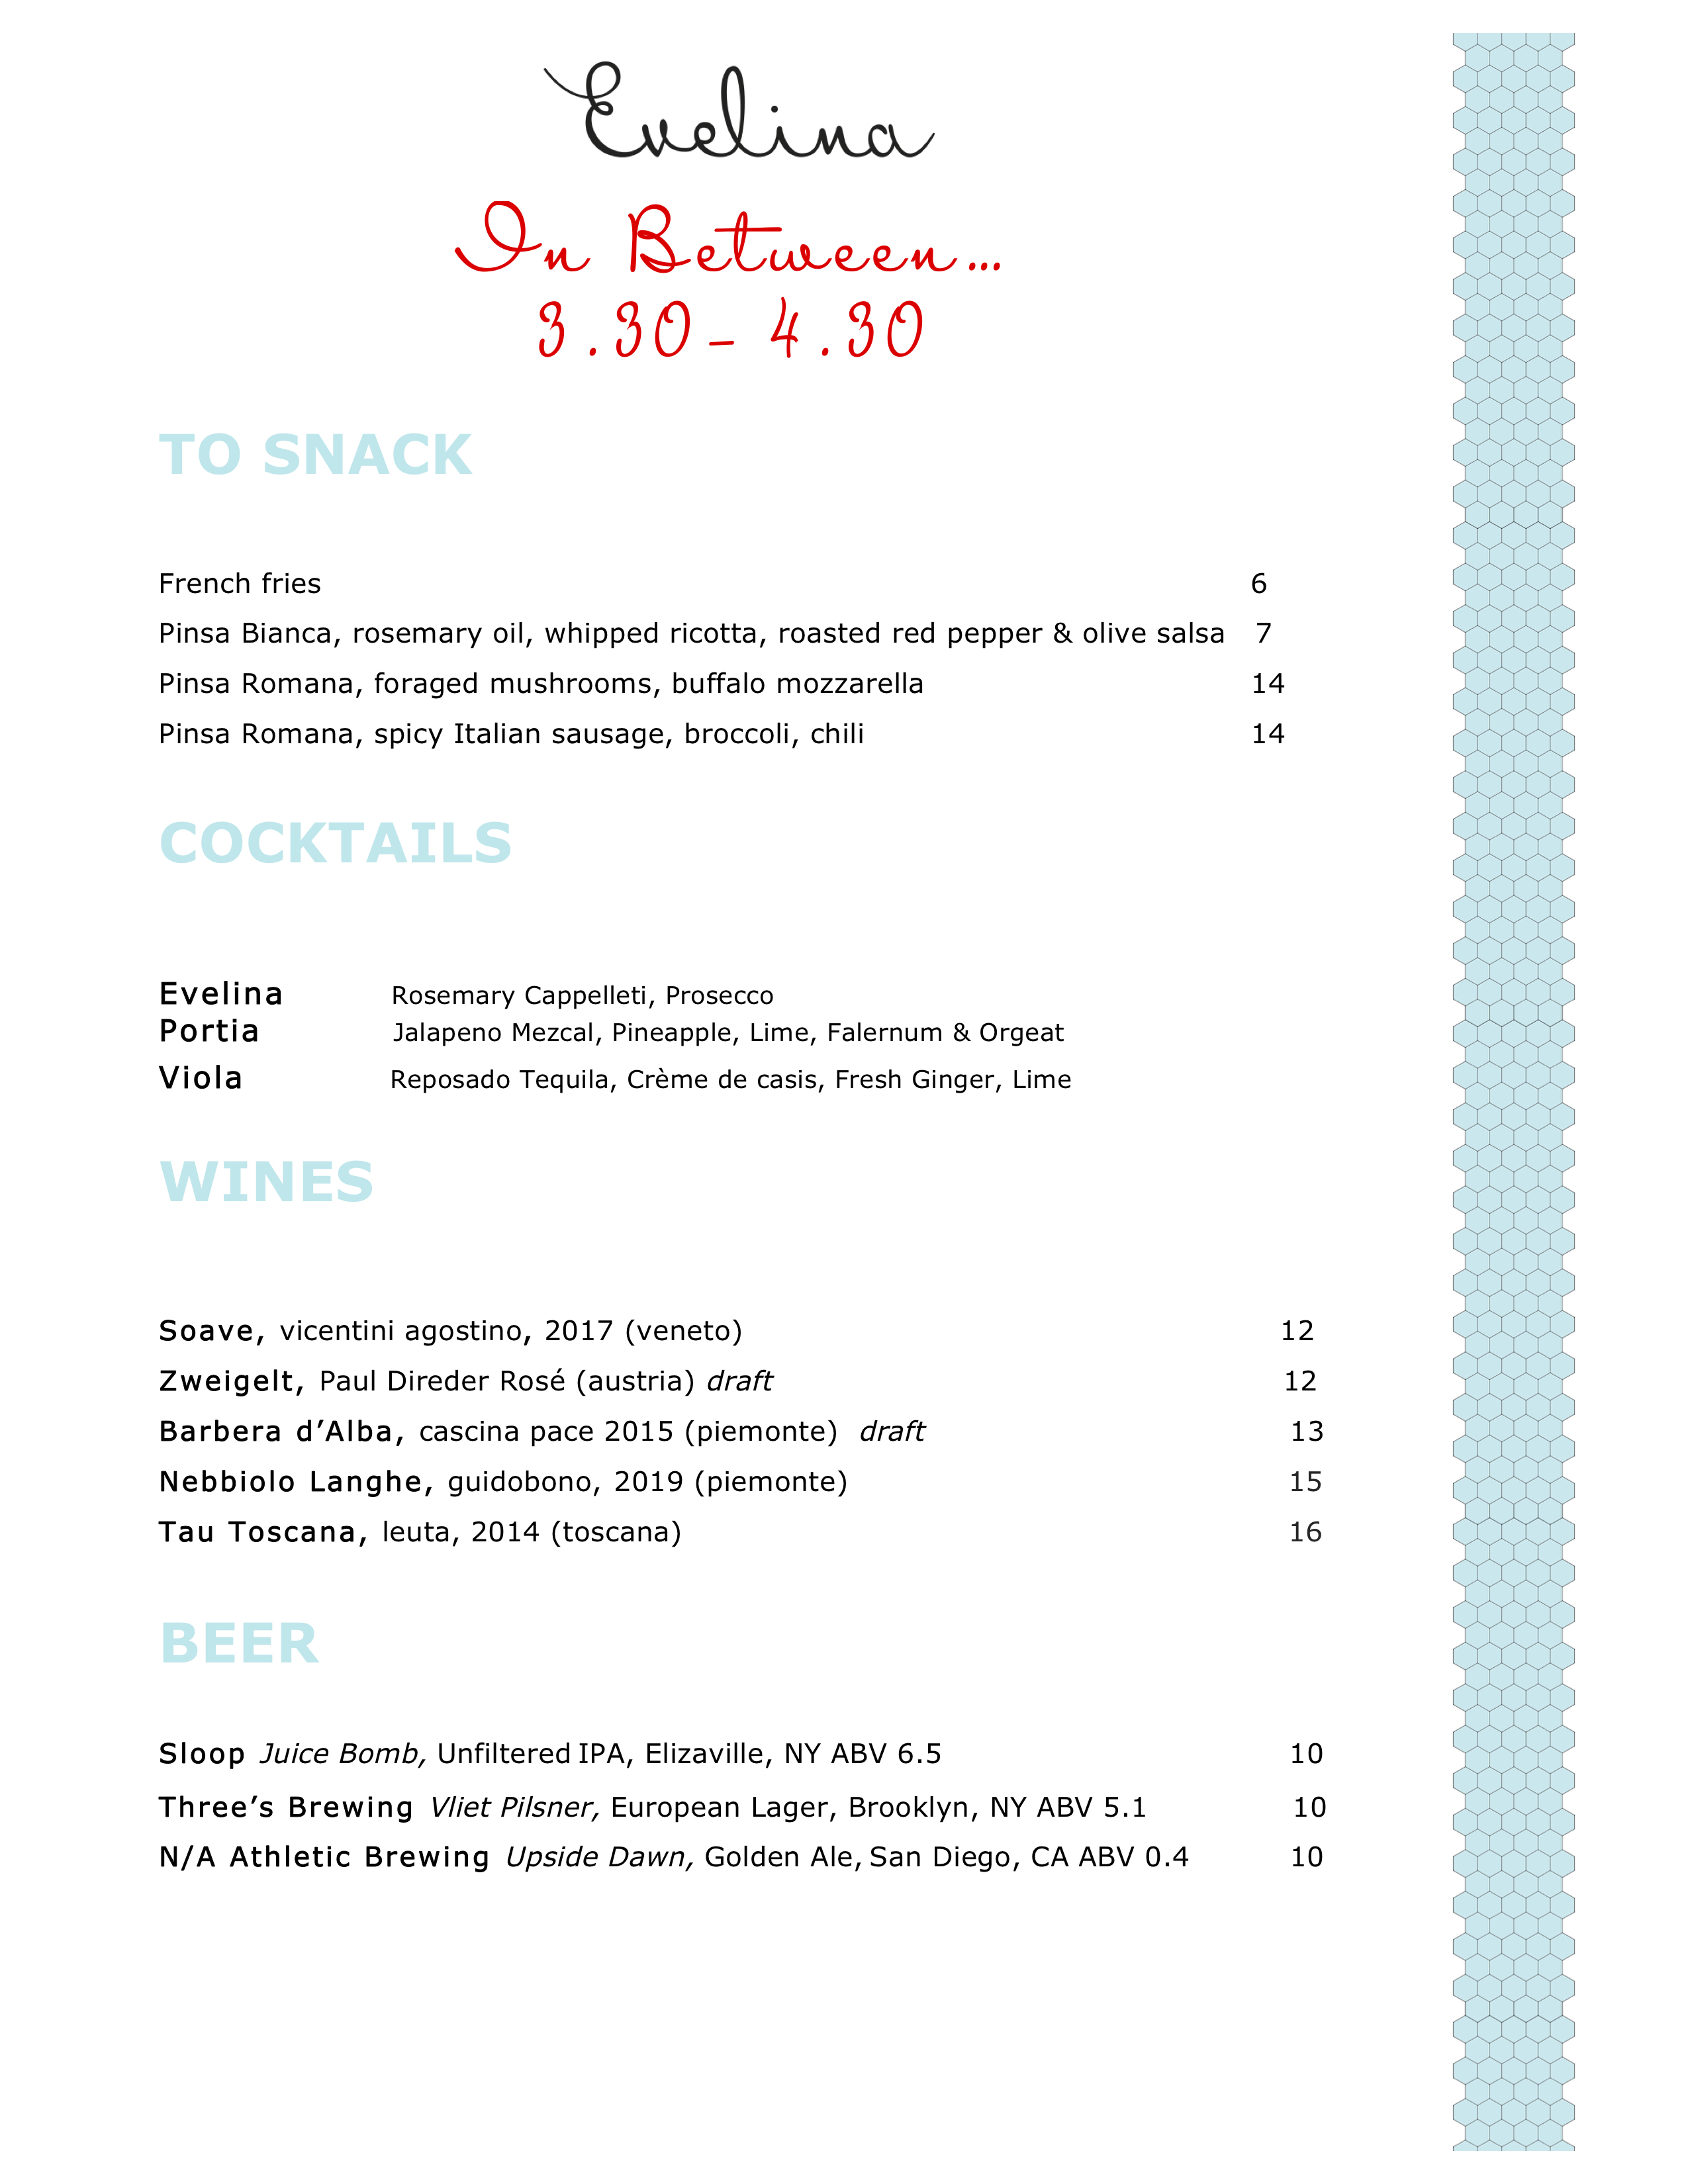 Evelina
In Between...
3.30- 4.30
TO SNACK
French fries 6
Pinsa Bianca, rosemary oil, whipped ricotta, roasted red pepper & olive salsa 7
Pinsa Romana, foraged mushrooms, buffalo mozzarella 14
Pinsa Romana, spicy Italian sausage, broccoli, chili 14
COCKTAILS
Evelina Rosemary Cappelleti, Prosecco
Portia Jalapeno Mezcal, Pineapple, Lime, Falernum & Orgeat
Viola Reposado Tequila, Crème de casis, Fresh Ginger, Lime
WINES
Soave, vicentini agostino, 2017 (veneto) 12
Zweigelt, Paul Direder Rosé (austria) draft 12
Barbera d’Alba, cascina pace 2015 (piemonte) draft 13
Nebbiolo Langhe, guidobono, 2019 (piemonte) 15
Tau Toscana, leuta, 2014 (toscana) 16
BEER
Sloop Juice Bomb, Unfiltered IPA, Elizaville, NY ABV 6.5 10
Three’s Brewing Vliet Pilsner, European Lager, Brooklyn, NY ABV 5.1 10
N/A Athletic Brewing Upside Dawn, Golden Ale, San Diego, CA ABV 0.4 10